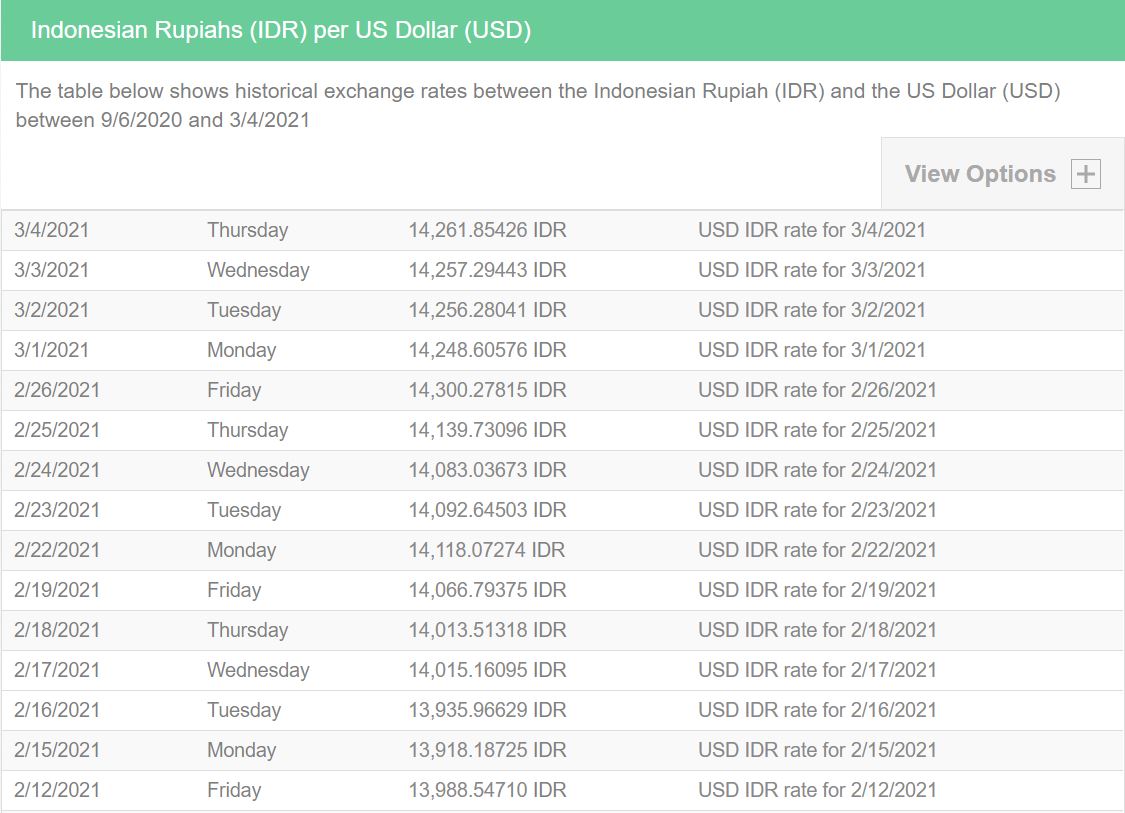 Indonesian Rupiahs (IDR) per US Dollar (USD)
The table below shows historical exchange rates between the Indonesian Rupiah (IDR) and the US Dollar (USD)
between 9/6/2020 and 3/4/2021
View Options
3/4/2021 Thursday 14,261.85426 IDR USD IDR rate for 3/4/2021
3/3/2021 Wednesday 14,257.29443 IDR USD IDR rate for 3/3/2021
3/2/2021 Tuesday 14,256.28041 IDR USD IDR rate for 3/2/2021
3/1/2021 Monday 14,248.60576 IDR USD IDR rate for 3/1/2021
2/26/2021 Friday 14,300.27815 IDR USD IDR rate for 2/26/2021
2/25/2021 Thursday 14,139.73096 IDR USD IDR rate for 2/25/2021
2/24/2021 Wednesday 14,083.03673 IDR USD IDR rate for 2/24/2021
2/23/2021 Tuesday 14,092.64503 IDR USD IDR rate for 2/23/2021
2/22/2021 Monday 14,118.07274 IDR USD IDR rate for 2/22/2021
2/19/2021 Friday 14,066.79375 IDR USD IDR rate for 2/19/2021
2/18/2021 Thursday 14,013.51318 IDR USD IDR rate for 2/18/2021
2/17/2021 Wednesday 14,015.16095 IDR USD IDR rate for 2/17/2021
2/16/2021 Tuesday 13,935.96629 IDR USD IDR rate for 2/16/2021
2/15/2021 Monday 13,918.18725 IDR USD IDR rate for 2/15/2021
2/12/2021 Friday 13,988.54710 IDR USD IDR rate for 2/12/2021